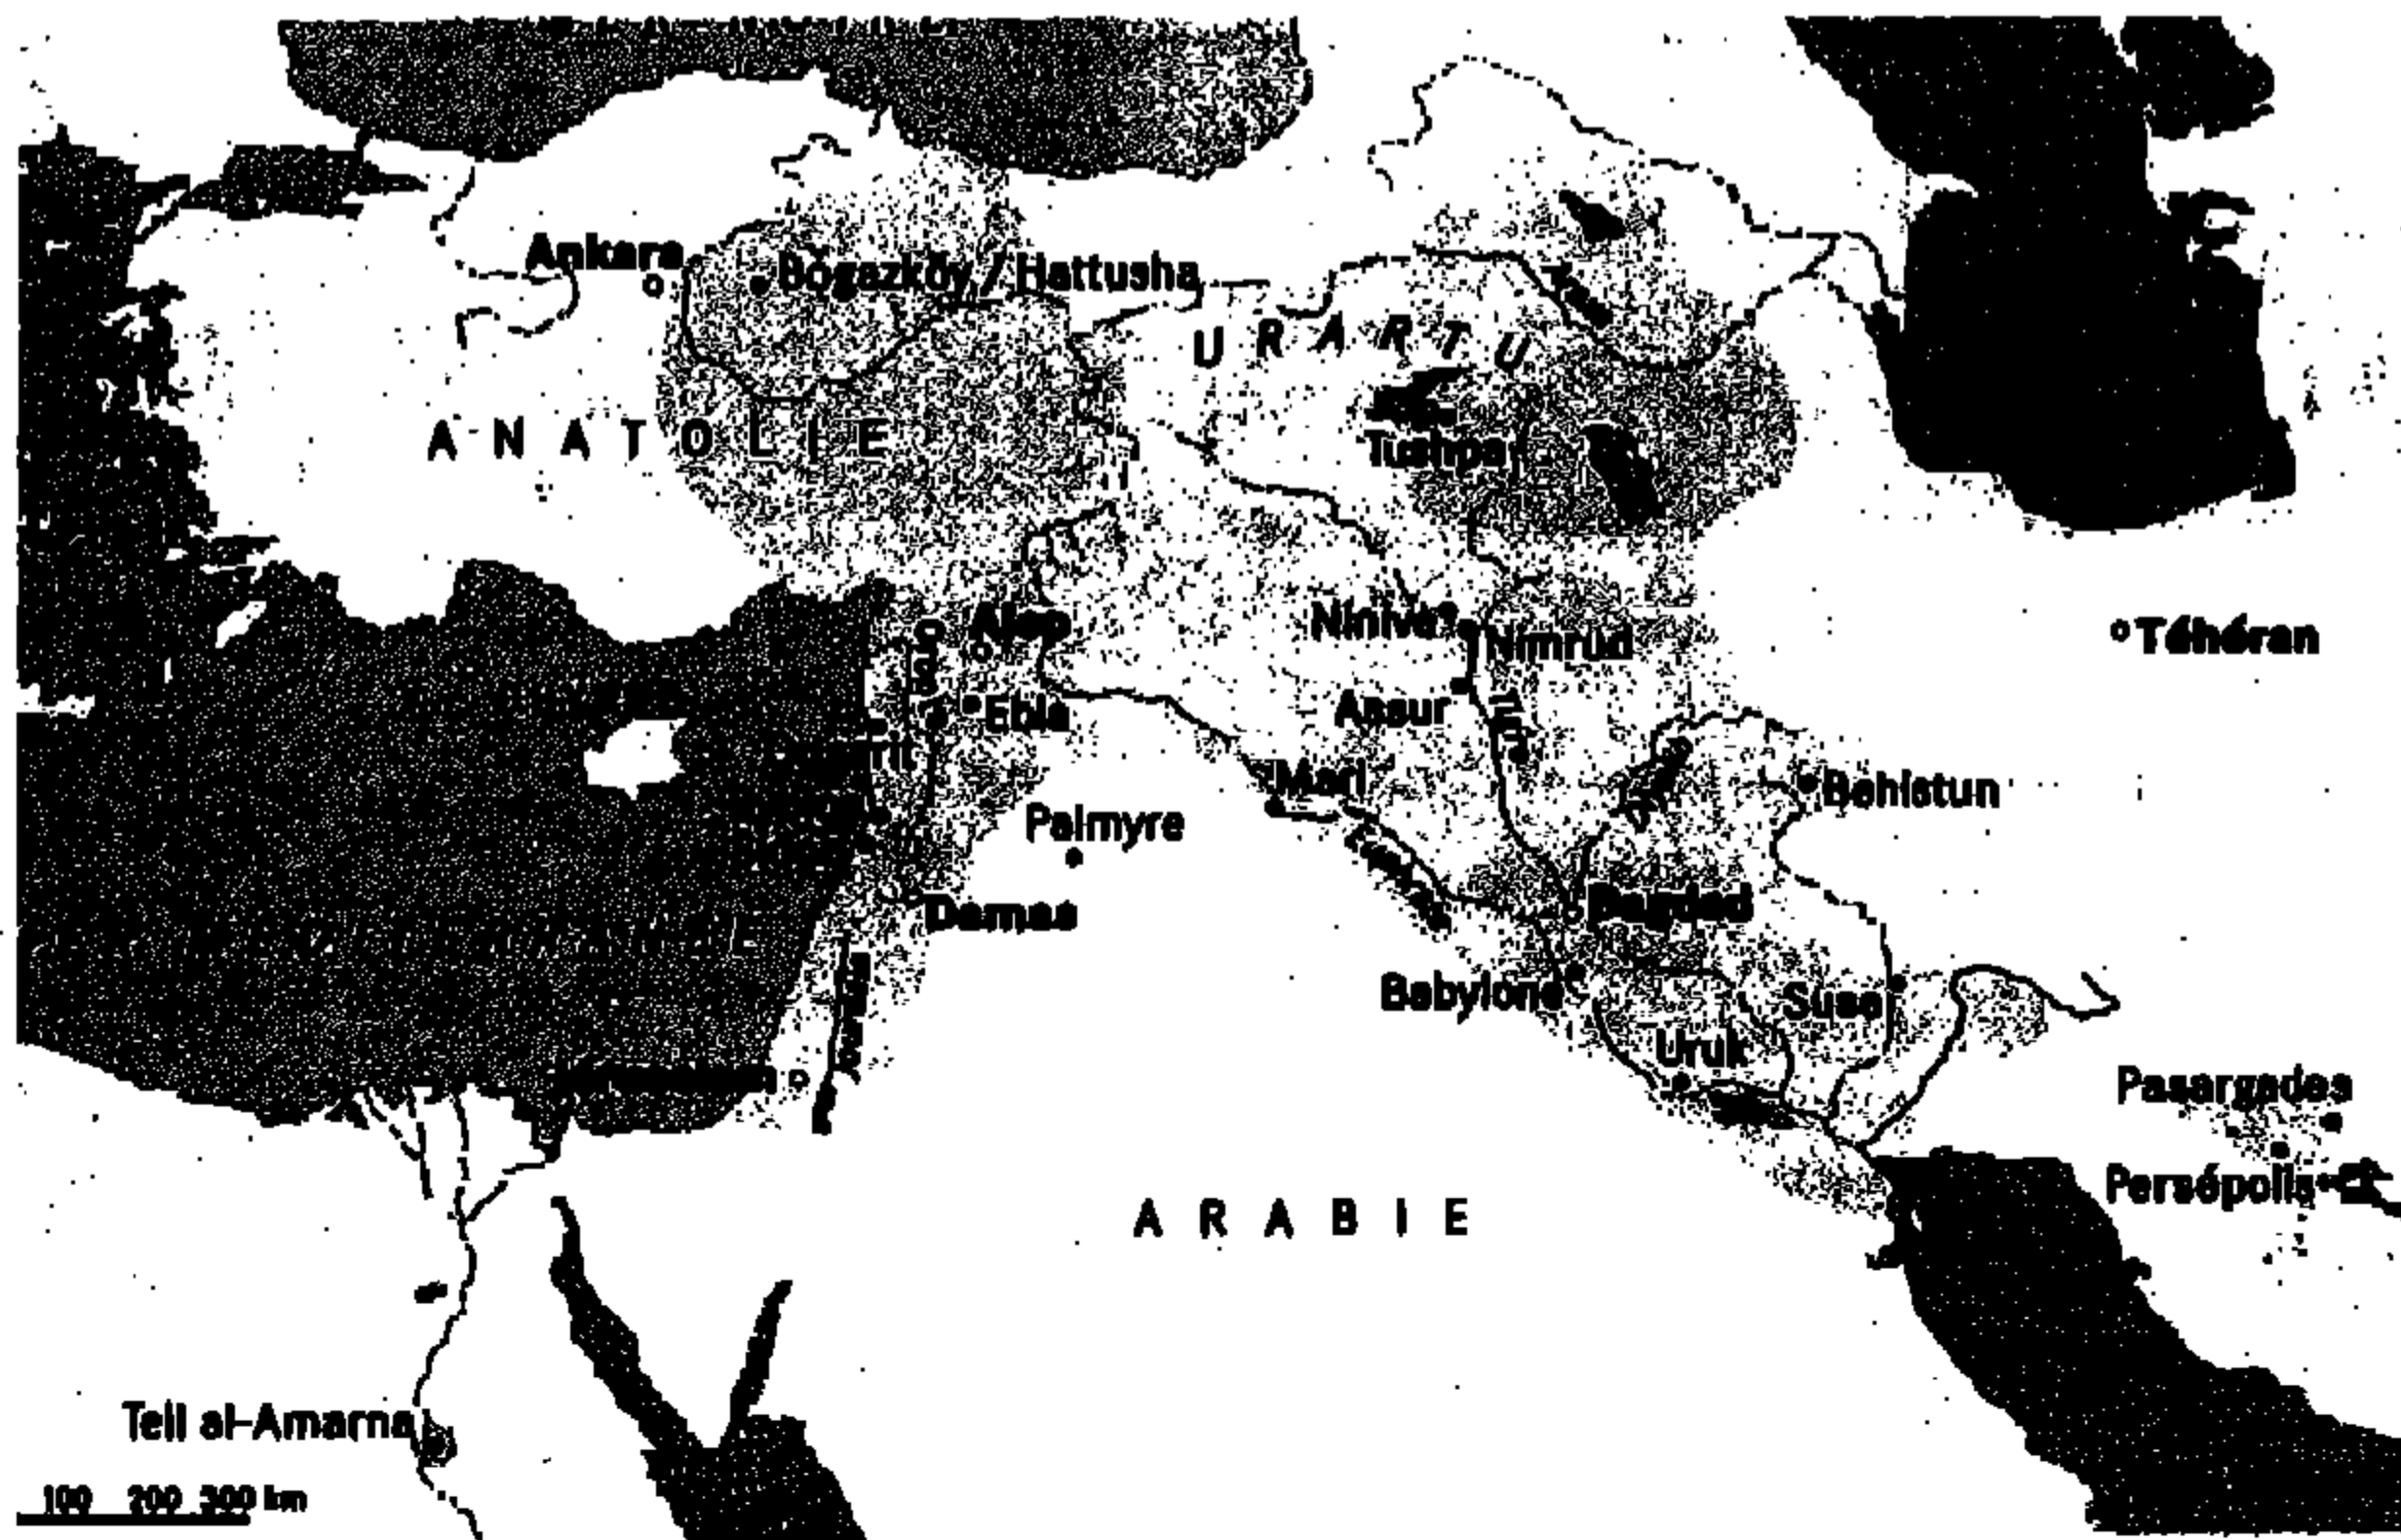 Ankara
Bogazköy / Hattusha
URARTU
ANATOLIE
Tushpa
Alep
Ninive
Nimrud
Téhéran
Ebla
Assur
Mari
Behistun
Palmyre
Damas
Bagdad
Babylone
Suse
Uruk
Pasargades
Persépolis
ARABIE
Tell al-Amarna
100 200 300 km